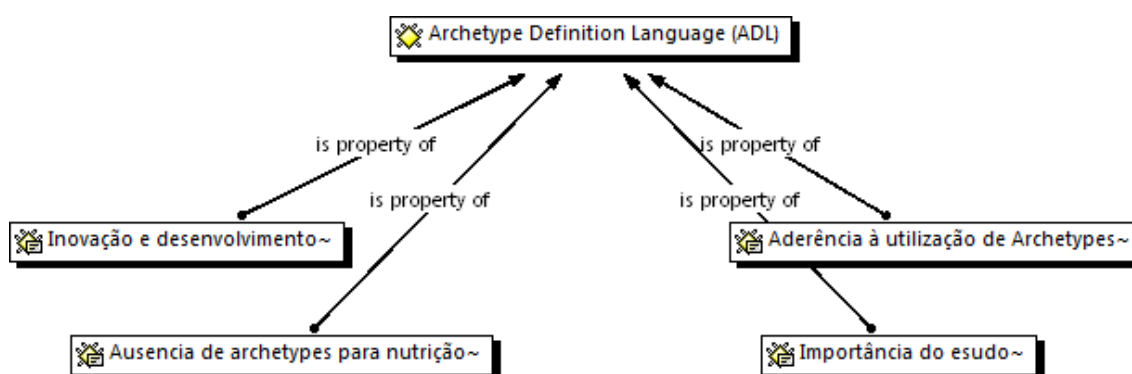 Archetype Definition Language (ADL)
is property of
is property of
is property of
is property of
Inovação e desenvolvimento~
Aderência à utilização de Archetypes~
Ausencia de archetypes para nutrição~
Importância do esudo~